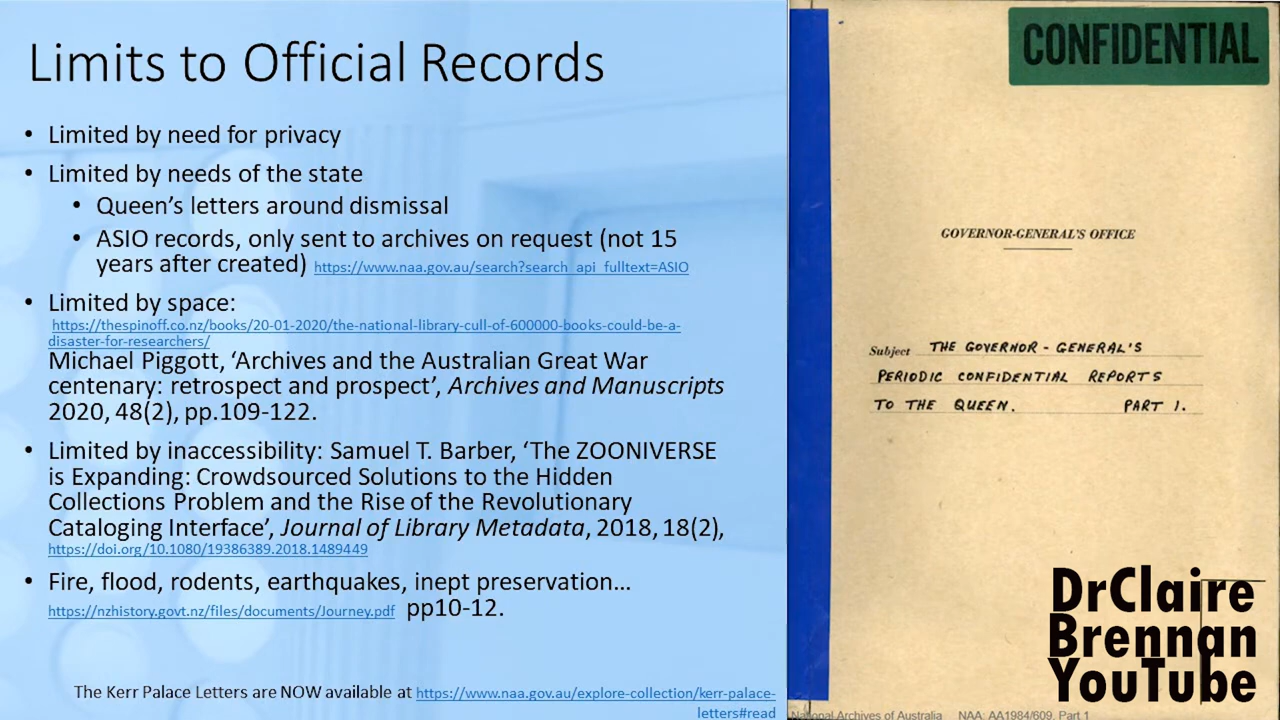 Limits to Official Records
• Limited by need for privacy
• Limited by needs of the state
• Queen's letters around dismissal
• ASIO records, only sent to archives on request (not 15
years after created) https://www.naa.gov.au/search?search_api_fulltext=ASIO
• Limited by space:
https://thespinoff.co.nz/books/20-01-2020/the-national-library-cull-of-600000-books-could-be-a-
disaster-for-researchers/
Michael Piggott, 'Archives and the Australian Great War
centenary: retrospect and prospect', Archives and Manuscripts
2020, 48(2), pp.109-122.
• Limited by inaccessibility: Samuel T. Barber, 'The ZOONIVERSE
is Expanding: Crowdsourced Solutions to the Hidden
Collections Problem and the Rise of the Revolutionary
Cataloging Interface', Journal of Library Metadata, 2018, 18(2),
https://doi.org/10.1080/19386389.2018.1489449
• Fire, flood, rodents, earthquakes, inept preservation…
https://nzhistory.govt.nz/files/documents/Journey.pdf pp10-12.
The Kerr Palace Letters are NOW available at https://www.naa.gov.au/explore-collection/kerr-palace-
letters#read
CONFIDENTIAL
GOVERNOR-GENERAL'S OFFICE
Subject THE GOVERNOR-GENERAL'S
PERIODIC CONFIDENTIAL REPORTS
TO THE QUEEN. PART 1.
DrClaire
Brennan
YouTube
National Archives of Australia NAA: AA1984/609, Part 1